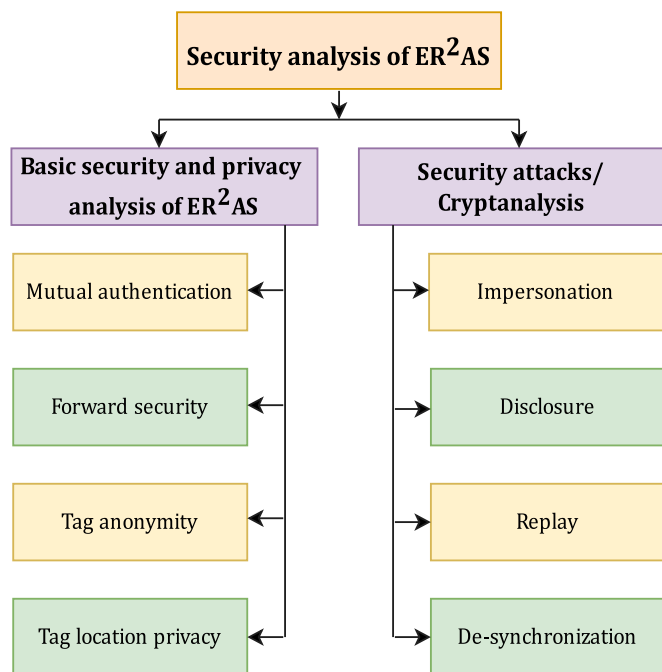 Security analysis of ER²AS
Basic security and privacy
analysis of ER²AS
Security attacks/
Cryptanalysis
Mutual authentication
Forward security
Tag anonymity
Tag location privacy
Impersonation
Disclosure
Replay
De-synchronization